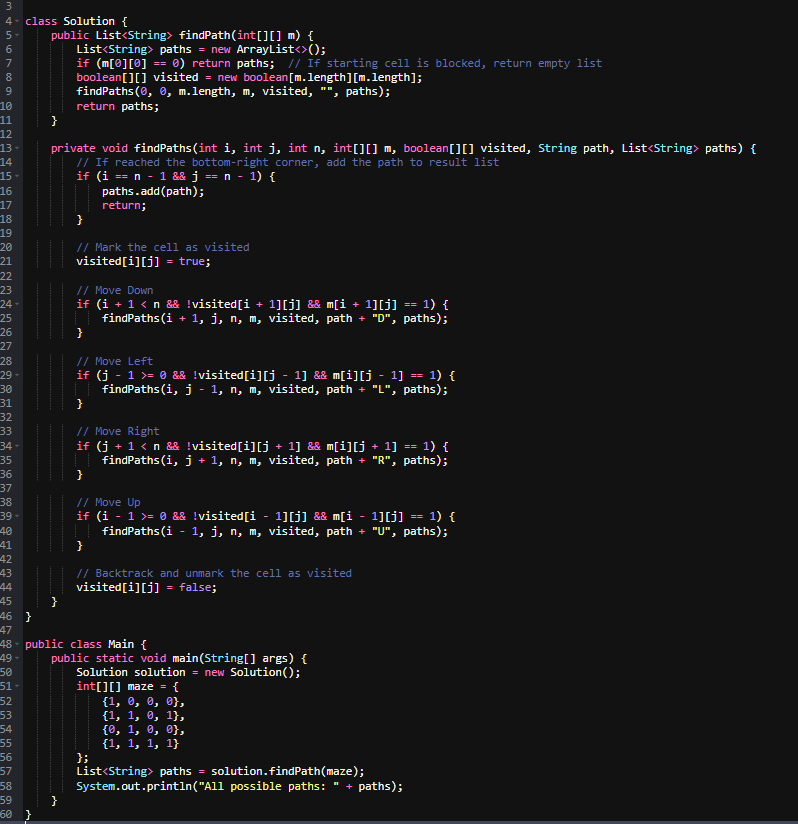 3
4 class Solution {
5     public List<String> findPath(int[][] m) {
6         List<String> paths = new ArrayList<>();
7         if (m[0][0] == 0) return paths;  // If starting cell is blocked, return empty list
8         boolean[][] visited = new boolean[m.length][m.length];
9         findPaths(0, 0, m.length, m, visited, "", paths);
10         return paths;
11     }
12
13     private void findPaths(int i, int j, int n, int[][] m, boolean[][] visited, String path, List<String> paths) {
14         // If reached the bottom-right corner, add the path to result list
15         if (i == n - 1 && j == n - 1) {
16             paths.add(path);
17             return;
18         }
19
20         // Mark the cell as visited
21         visited[i][j] = true;
22
23         // Move Down
24         if (i + 1 < n && !visited[i + 1][j] && m[i + 1][j] == 1) {
25             findPaths(i + 1, j, n, m, visited, path + "D", paths);
26         }
27
28         // Move Left
29         if (j - 1 >= 0 && !visited[i][j - 1] && m[i][j - 1] == 1) {
30             findPaths(i, j - 1, n, m, visited, path + "L", paths);
31         }
32
33         // Move Right
34         if (j + 1 < n && !visited[i][j + 1] && m[i][j + 1] == 1) {
35             findPaths(i, j + 1, n, m, visited, path + "R", paths);
36         }
37
38         // Move Up
39         if (i - 1 >= 0 && !visited[i - 1][j] && m[i - 1][j] == 1) {
40             findPaths(i - 1, j, n, m, visited, path + "U", paths);
41         }
42
43         // Backtrack and unmark the cell as visited
44         visited[i][j] = false;
45     }
46 }
47
48 public class Main {
49     public static void main(String[] args) {
50         Solution solution = new Solution();
51         int[][] maze = {
52             {1, 0, 0, 0},
53             {1, 1, 0, 1},
54             {0, 1, 0, 0},
55             {1, 1, 1, 1}
56         };
57         List<String> paths = solution.findPath(maze);
58         System.out.println("All possible paths: " + paths);
59     }
60 }